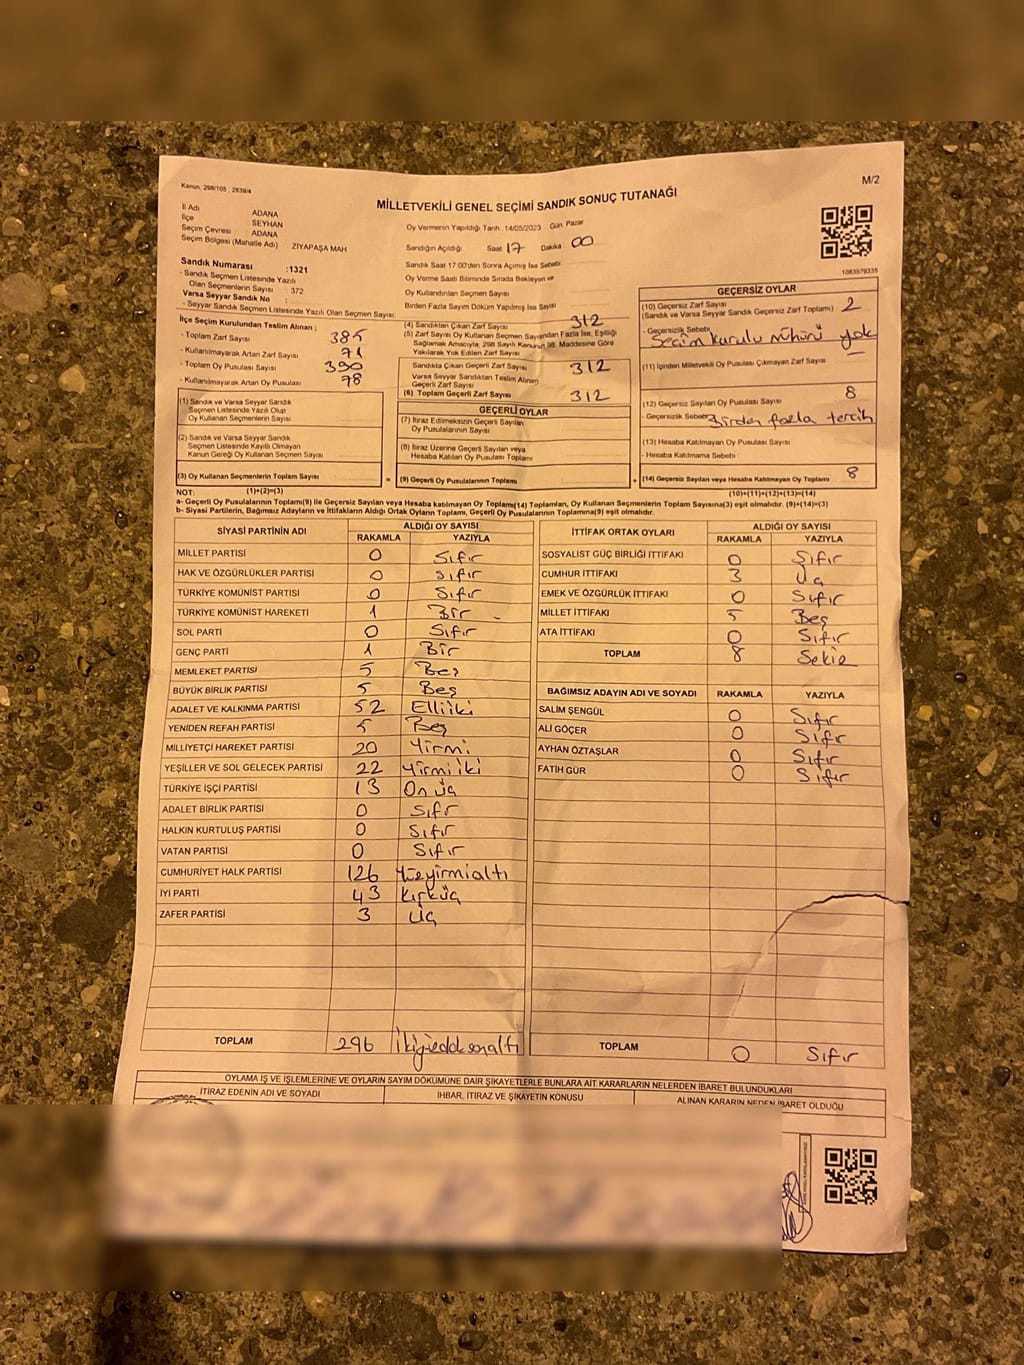 Kanun, 298/105 , 2839/4
M/2
MİLLETVEKİLİ GENEL SEÇİMİ SANDIK SONUÇ TUTANAĞI
İl Adı ADANA
İlçe SEYHAN
Seçim Çevresi : ADANA
Seçim Bölgesi (Mahalle Adı) ZİYAPAŞA MAH
Sandık Numarası :1321
- Sandık Seçmen Listesinde Yazılı
Olan Seçmenlerin Sayısı : 372
Varsa Seyyar Sandık No :
- Seyyar Sandık Seçmen Listesinde Yazılı Olan Seçmen Sayısı
İlçe Seçim Kurulundan Teslim Alınan ;
- Toplam Zarf Sayısı 385
- Kullanılmayarak Artan Zarf Sayısı 71
- Toplam Oy Pusulası Sayısı 390
- Kullanılmayarak Artan Oy Pusulası 78
(1) Sandık ve Varsa Seyyar Sandık
Seçmen Listesinde Yazılı Olup
Oy Kullanan Seçmenlerin Sayısı
(2) Sandık ve Varsa Seyyar Sandık
Seçmen Listesinde Kayıtlı Olmayan
Kanun Gereği Oy Kullanan Seçmen Sayısı
(3) Oy Kullanan Seçmenlerin Toplam Sayısı
(1)+(2)=(3)
Oy Vermenin Yapıldığı Tarih 14/05/2023 Gün Pazar
Sandığın Açıldığı Saat 17 Dakika 00
Sandık Saat 17:00'den Sonra Açılmış İse Sebebi
Oy Verme Saati Bitiminde Sırada Bekleyen ve
Oy Kullandırılan Seçmen Sayısı
Birden Fazla Sayım Döküm Yapılmış İse Sayısı
(4) Sandıktan Çıkan Zarf Sayısı 312
(5) Zarf Sayısı Oy Kullanan Seçmen Sayısından Fazla İse, Eşitliği
Sağlamak Amacıyla; 298 Sayılı Kanunun 98. Maddesine Göre
Yakılarak Yok Edilen Zarf Sayısı
Sandıkta Çıkan Geçerli Zarf Sayısı 312
Varsa Seyyar Sandıktan Teslim Alınan
Geçerli Zarf Sayısı
(6) Toplam Geçerli Zarf Sayısı 312
GEÇERLİ OYLAR
(7) İtiraz Edilmeksizin Geçerli Sayılan
Oy Pusulalarının Sayısı
(8) İtiraz Üzerine Geçerli Sayılan veya
Hesaba Katılan Oy Pusulası Toplamı
= (9) Geçerli Oy Pusulalarının Toplamı
1083579335
GEÇERSİZ OYLAR
(10) Geçersiz Zarf Sayısı 2
(Sandık ve Varsa Seyyar Sandık Geçersiz Zarf Toplamı)
- Geçersizlik Sebebi
Seçim kurulu mührü yok
(11) İçinden Milletvekili Oy Pusulası Çıkmayan Zarf Sayısı —
(12) Geçersiz Sayılan Oy Pusulası Sayısı 8
- Geçersizlik Sebebi Birden fazla tercih
(13) Hesaba Katılmayan Oy Pusulası Sayısı
- Hesaba Katılmama Sebebi
+ (14) Geçersiz Sayılan veya Hesaba Katılmayan Oy Toplamı 8
(10)+(11)+(12)+(13)=(14)
NOT:
a- Geçerli Oy Pusulalarının Toplamı(9) ile Geçersiz Sayılan veya Hesaba katılmayan Oy Toplamı(14) Toplamları, Oy Kullanan Seçmenlerin Toplam Sayısına(3) eşit olmalıdır. (9)+(14)=(3)
b- Siyasi Partilerin, Bağımsız Adayların ve İttifakların Aldığı Ortak Oyların Toplamı, Geçerli Oy Pusulalarının Toplamına(9) eşit olmalıdır.
SİYASİ PARTİNİN ADI ALDIĞI OY SAYISI
RAKAMLA YAZIYLA
MİLLET PARTİSİ 0 Sıfır
HAK VE ÖZGÜRLÜKLER PARTİSİ 0 Sıfır
TÜRKİYE KOMÜNİST PARTİSİ 0 Sıfır
TÜRKİYE KOMÜNİST HAREKETİ 1 Bir
SOL PARTİ 0 Sıfır
GENÇ PARTİ 1 Bir
MEMLEKET PARTİSİ 5 Beş
BÜYÜK BİRLİK PARTİSİ 5 Beş
ADALET VE KALKINMA PARTİSİ 52 Elliiki
YENİDEN REFAH PARTİSİ 5 Beş
MİLLİYETÇİ HAREKET PARTİSİ 20 Yirmi
YEŞİLLER VE SOL GELECEK PARTİSİ 22 Yirmiiki
TÜRKİYE İŞÇİ PARTİSİ 13 Onüç
ADALET BİRLİK PARTİSİ 0 Sıfır
HALKIN KURTULUŞ PARTİSİ 0 Sıfır
VATAN PARTİSİ 0 Sıfır
CUMHURİYET HALK PARTİSİ 126 Yüzyirmialtı
İYİ PARTİ 43 Kırküç
ZAFER PARTİSİ 3 Üç
TOPLAM 296 İkiyüzdoksanaltı
İTTİFAK ORTAK OYLARI ALDIĞI OY SAYISI
RAKAMLA YAZIYLA
SOSYALİST GÜÇ BİRLİĞİ İTTİFAKI 0 Sıfır
CUMHUR İTTİFAKI 3 Üç
EMEK VE ÖZGÜRLÜK İTTİFAKI 0 Sıfır
MİLLET İTTİFAKI 5 Beş
ATA İTTİFAKI 0 Sıfır
TOPLAM 8 Sekiz
BAĞIMSIZ ADAYIN ADI VE SOYADI RAKAMLA YAZIYLA
SALİM ŞENGÜL 0 Sıfır
ALİ GÖÇER 0 Sıfır
AYHAN ÖZTAŞLAR 0 Sıfır
FATİH GÜR 0 Sıfır
TOPLAM 0 Sıfır
OYLAMA İŞ VE İŞLEMLERİNE VE OYLARIN SAYIM DÖKÜMÜNE DAİR ŞİKAYETLERLE BUNLARA AİT KARARLARIN NELERDEN İBARET BULUNDUKLARI
İTİRAZ EDENİN ADI VE SOYADI İHBAR, İTİRAZ VE ŞİKAYETİN KONUSU ALINAN KARARIN NEDEN İBARET OLDUĞU